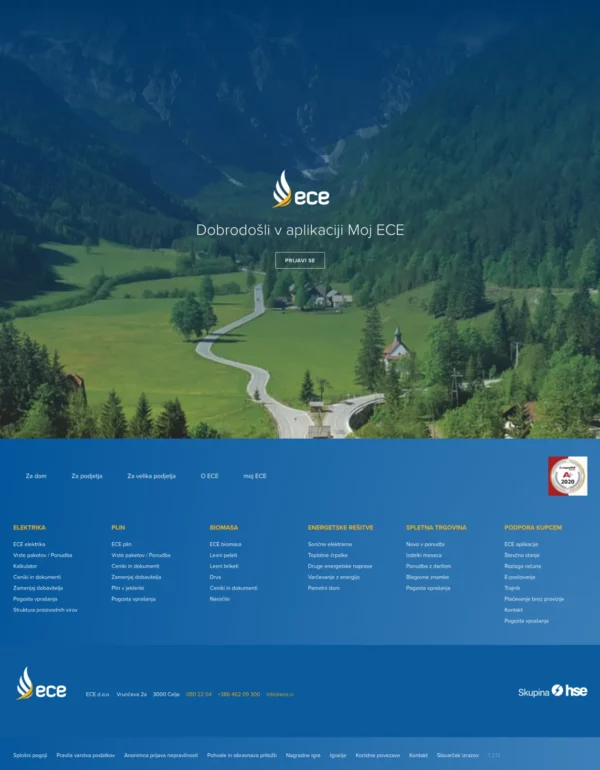 ece
Dobrodošli v aplikaciji Moj ECE
PRIJAVI SE
Za dom Za podjetja Za velika podjetja O ECE moj ECE
2020
ELEKTRIKA
ECE elektrika
Vrste paketov / Ponudba
Kalkulator
Ceniki in dokumenti
Zamenjaj dobavitelja
Pogosta vprašanja
Struktura proizvodnih virov
PLIN
ECE plin
Vrste paketov / Ponudba
Ceniki in dokumenti
Zamenjaj dobavitelja
Plin v jeklenki
Pogosta vprašanja
BIOMASA
ECE biomasa
Lesni peleti
Lesni briketi
Drva
Ceniki in dokumenti
Naročilo
ENERGETSKE REŠITVE
Sončne elektrarne
Toplotne črpalke
Druge energetske naprave
Varčevanje z energijo
Pametni dom
SPLETNA TRGOVINA
Novo v ponudbi
Izdelki meseca
Ponudba z darilom
Blagovne znamke
Pogosta vprašanja
PODPORA KUPCEM
ECE aplikacije
Števčno stanje
Razlaga računa
E-poslovanje
Trajnik
Plačevanje brez provizije
Kontakt
Pogosta vprašanja
ece
ECE d.o.o. Vrunčeva 2a 3000 Celje 080 22 04 +386 462 09 300 info@ece.si
Skupina hse
Splošni pogoji Pravila varstva podatkov Anonimna prijava nepravilnosti Pohvale in obravnava pritožb Nagradne igre Igralje Koristne povezave Kontakt Slovarček izrazov